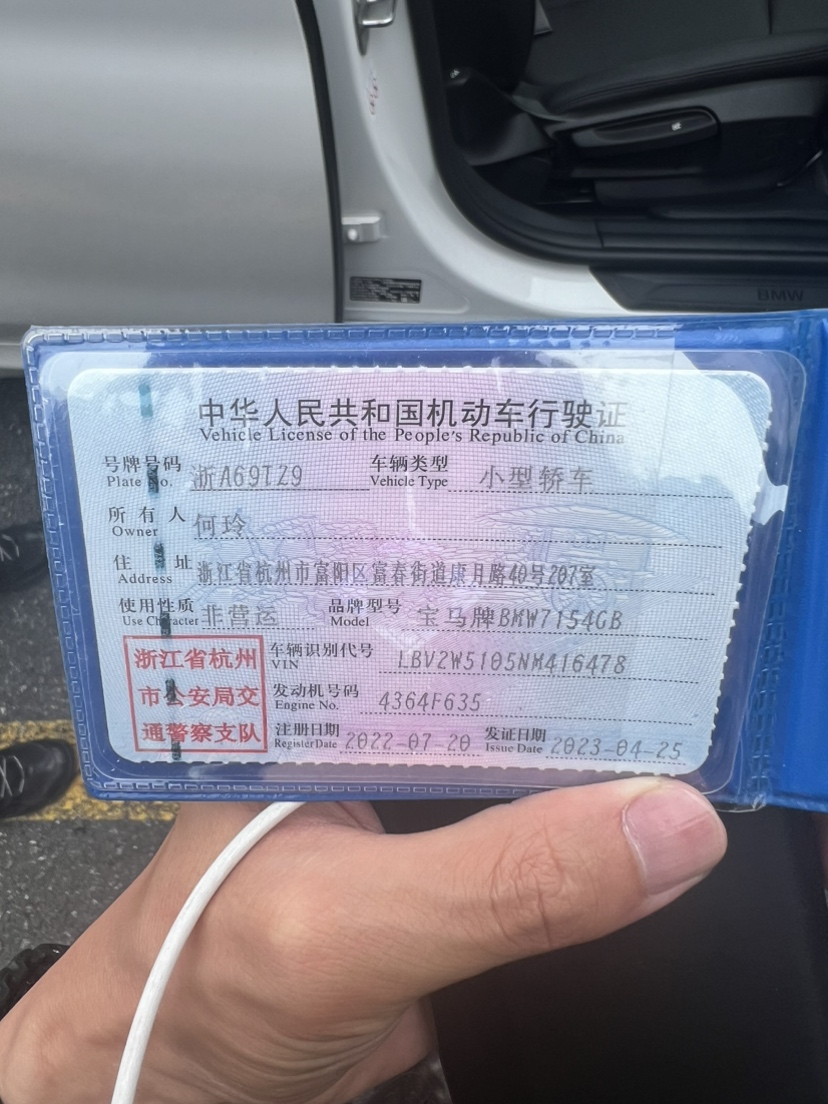 BMW
中华人民共和国机动车行驶证
Vehicle License of the People's Republic of China
号牌号码 浙A69TZ9 车辆类型 小型轿车
Plate No. Vehicle Type
所有人 何玲
Owner
住址 浙江省杭州市富阳区富春街道康月路40号207室
Address
使用性质 非营运 品牌型号 宝马牌BMW7154GB
Use Character Model
浙江省杭州
市公安局交
通警察支队
车辆识别代号 LBV2W5105NM416478
VIN
发动机号码 4364F635
Engine No.
注册日期 2022-07-20 发证日期 2023-04-25
Register Date Issue Date